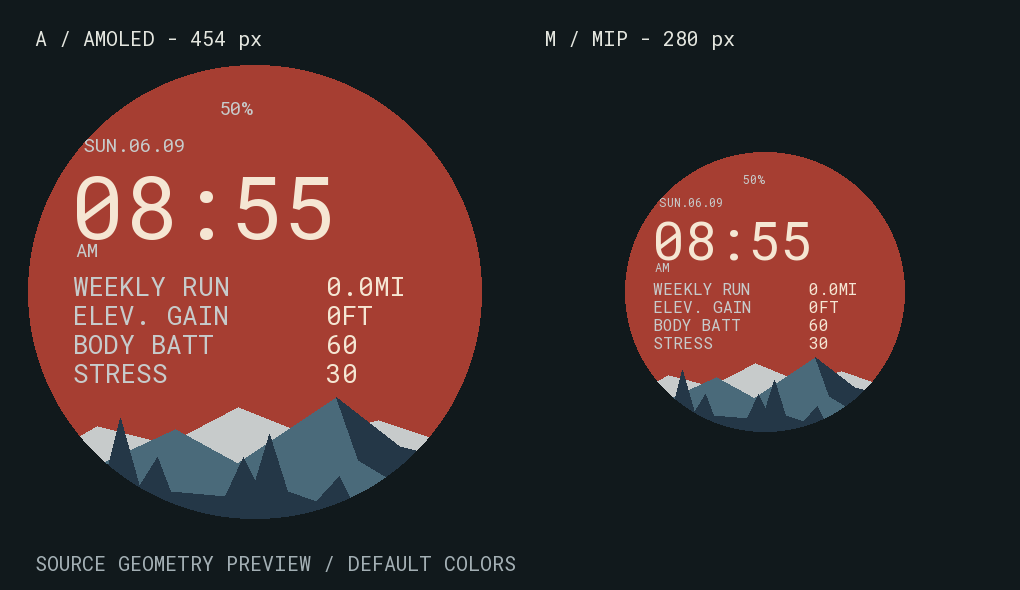 A / AMOLED - 454 px
50%
SUN.06.09
08:55
AM
WEEKLY RUN 0.0MI
ELEV. GAIN 0FT
BODY BATT 60
STRESS 30
M / MIP - 280 px
50%
SUN.06.09
08:55
AM
WEEKLY RUN 0.0MI
ELEV. GAIN 0FT
BODY BATT 60
STRESS 30
SOURCE GEOMETRY PREVIEW / DEFAULT COLORS